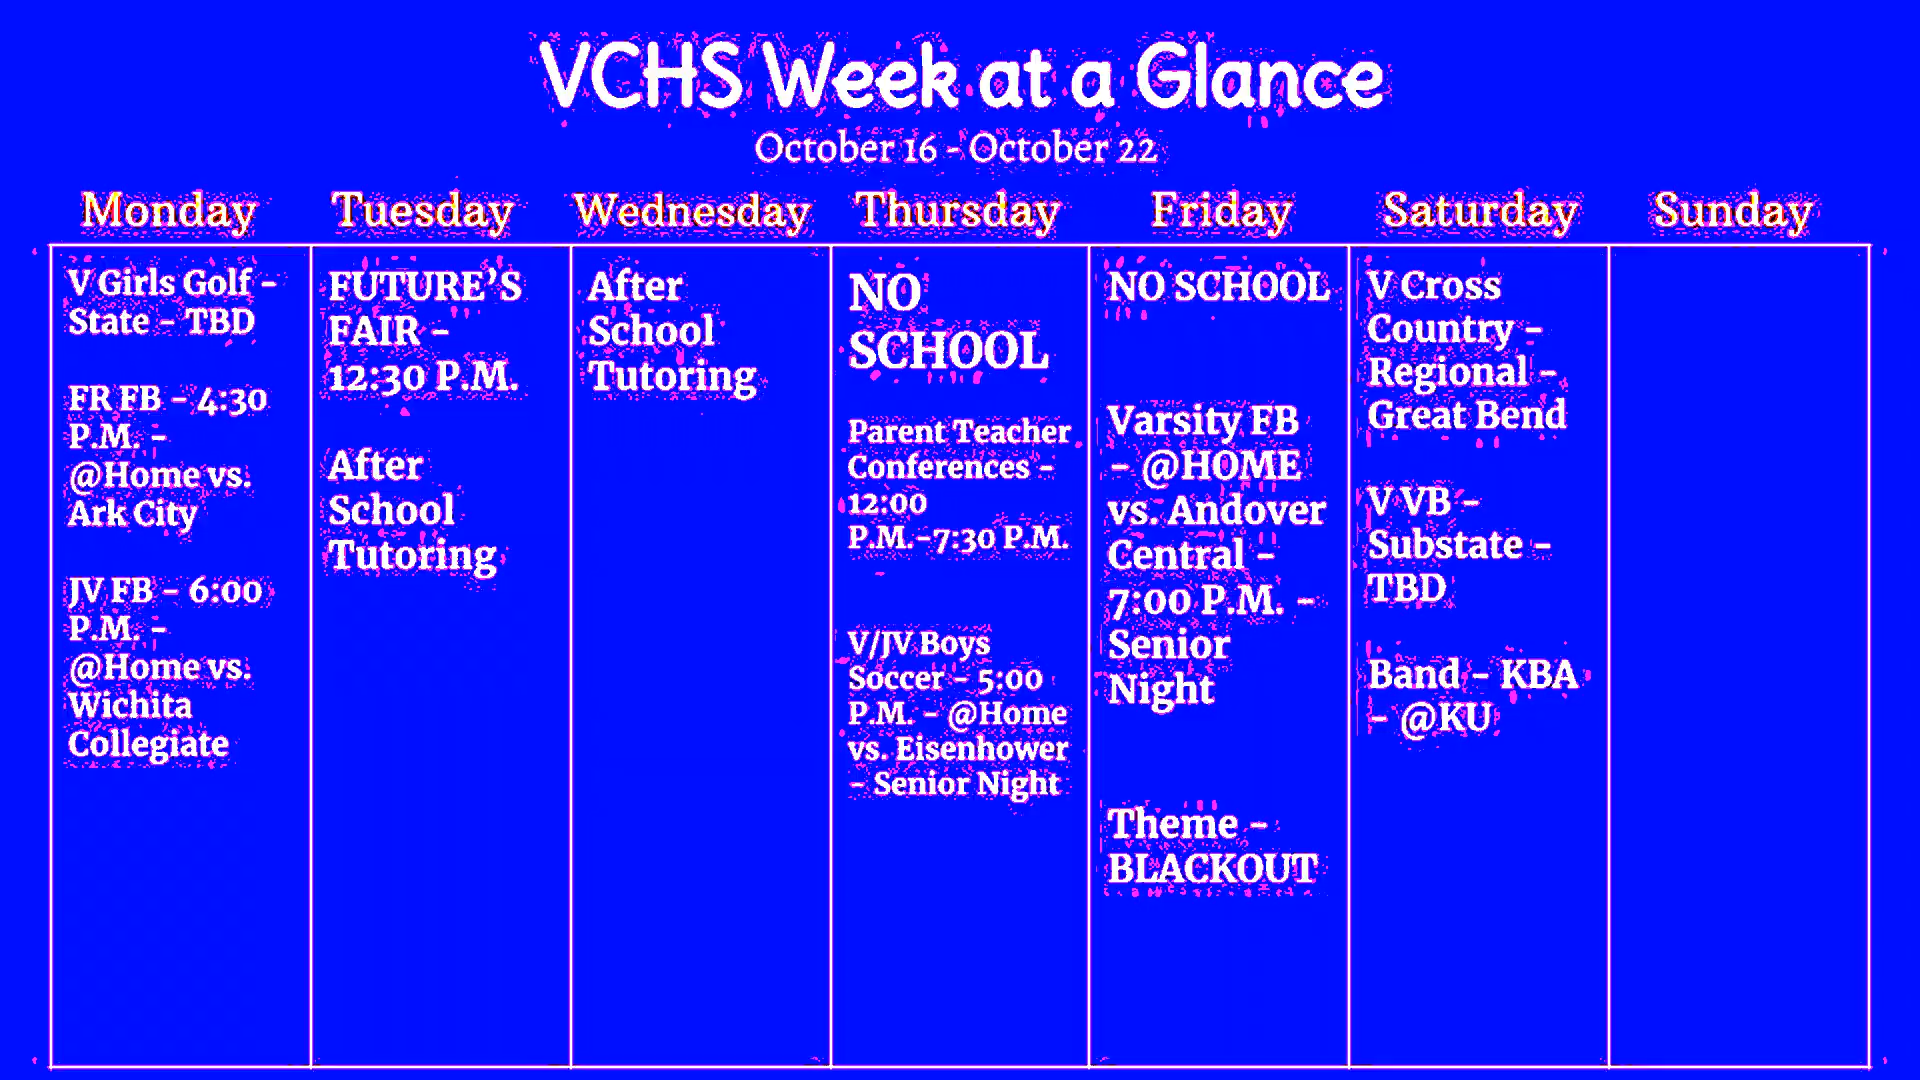 VCHS Week at a Glance
October 16 - October 22
Monday
V Girls Golf -
State - TBD
FR FB - 4:30
P.M. -
@Home vs.
Ark City
JV FB - 6:00
P.M. -
@Home vs.
Wichita
Collegiate
Tuesday
FUTURE'S
FAIR -
12:30 P.M.
After
School
Tutoring
Wednesday
After
School
Tutoring
Thursday
NO
SCHOOL
Parent Teacher
Conferences -
12:00
P.M.-7:30 P.M.
V/JV Boys
Soccer - 5:00
P.M. - @Home
vs. Eisenhower
- Senior Night
Friday
NO SCHOOL
Varsity FB
- @HOME
vs. Andover
Central -
7:00 P.M. -
Senior
Night
Theme -
BLACKOUT
Saturday
V Cross
Country -
Regional -
Great Bend
V VB -
Substate -
TBD
Band - KBA
- @KU
Sunday